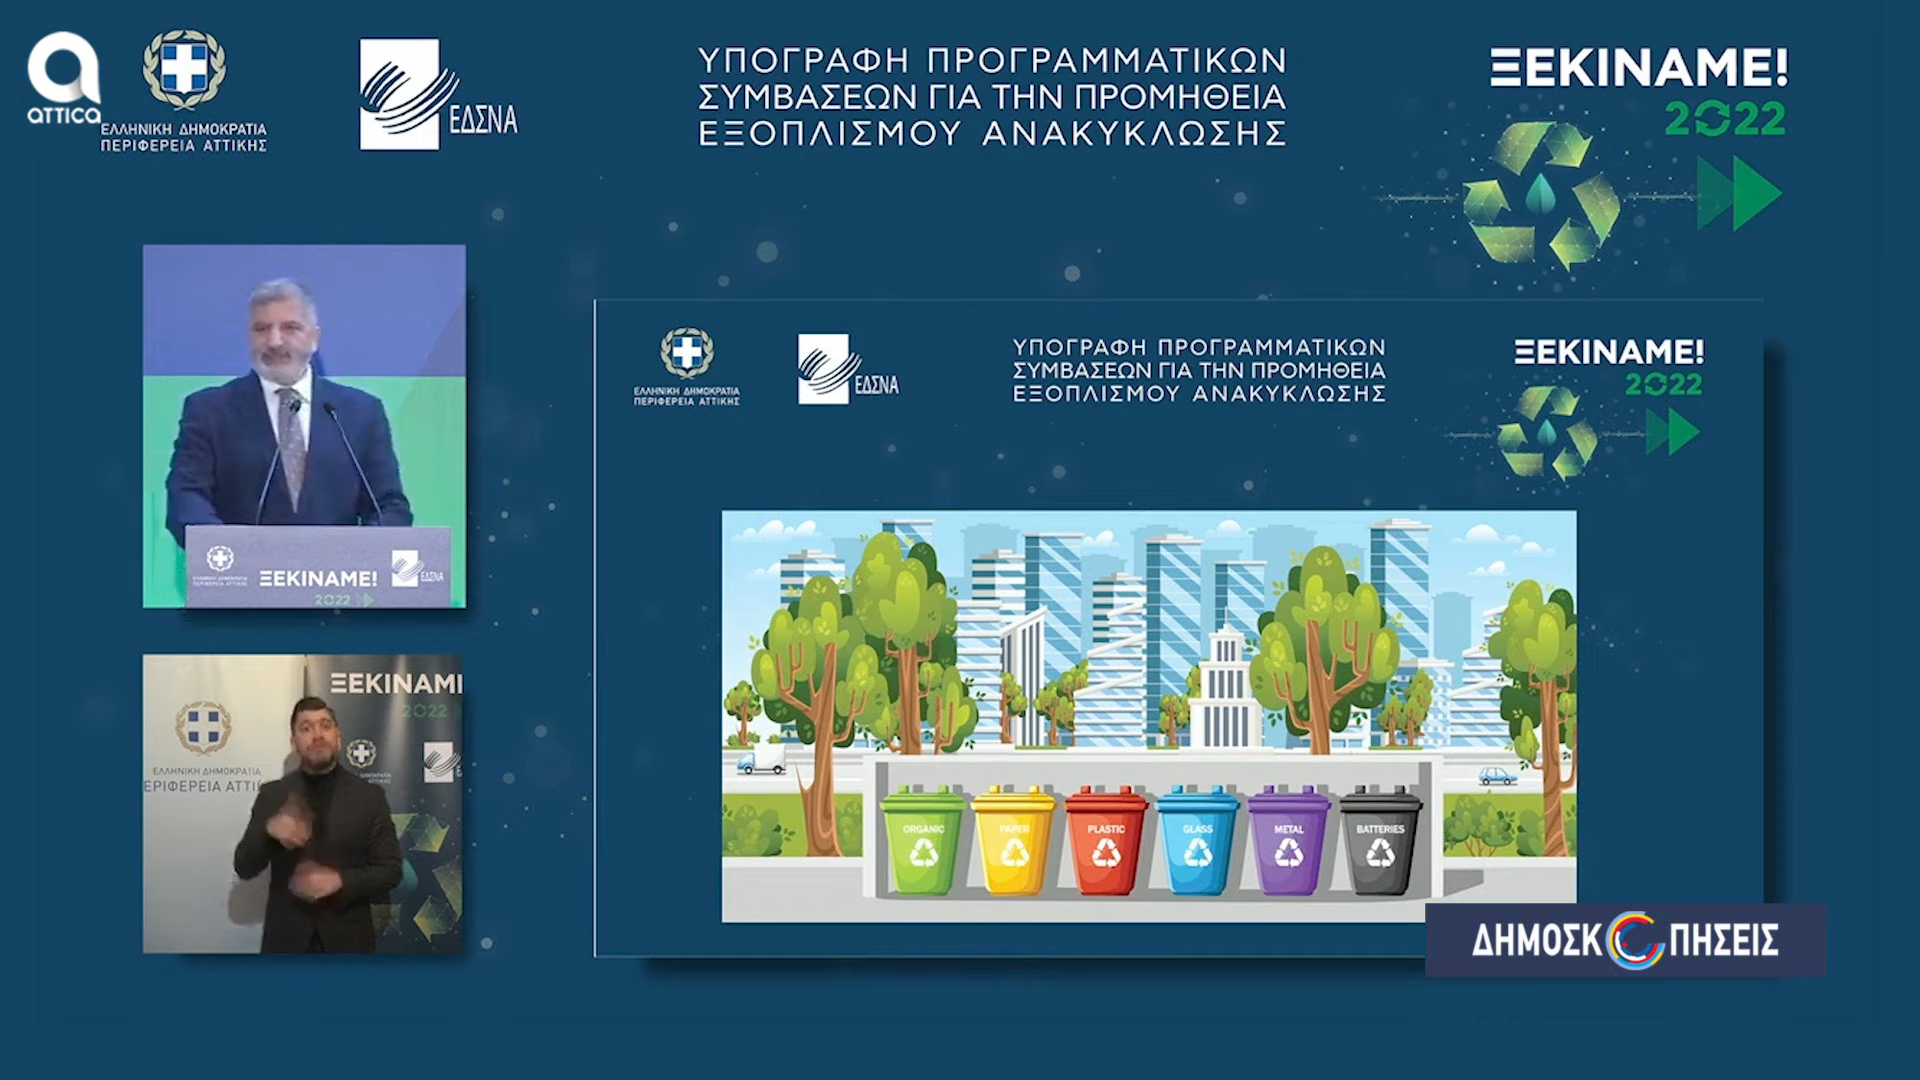 attica
ΕΛΛΗΝΙΚΗ ΔΗΜΟΚΡΑΤΙΑ
ΠΕΡΙΦΕΡΕΙΑ ΑΤΤΙΚΗΣ
ΕΔΣΝΑ
ΥΠΟΓΡΑΦΗ ΠΡΟΓΡΑΜΜΑΤΙΚΩΝ
ΣΥΜΒΑΣΕΩΝ ΓΙΑ ΤΗΝ ΠΡΟΜΗΘΕΙΑ
ΕΞΟΠΛΙΣΜΟΥ ΑΝΑΚΥΚΛΩΣΗΣ
ΞΕΚΙΝΑΜΕ!
2022
ΕΛΛΗΝΙΚΗ ΔΗΜΟΚΡΑΤΙΑ
ΠΕΡΙΦΕΡΕΙΑ ΑΤΤΙΚΗΣ
ΕΔΣΝΑ
ΥΠΟΓΡΑΦΗ ΠΡΟΓΡΑΜΜΑΤΙΚΩΝ
ΣΥΜΒΑΣΕΩΝ ΓΙΑ ΤΗΝ ΠΡΟΜΗΘΕΙΑ
ΕΞΟΠΛΙΣΜΟΥ ΑΝΑΚΥΚΛΩΣΗΣ
ΞΕΚΙΝΑΜΕ!
2022
ΞΕΚΙΝΑΜΕ!
2022
ΕΔΣΝΑ
ΞΕΚΙΝΑΜ
2022
ΕΛΛΗΝΙΚΗ ΔΗΜΟΚΡΑΤΙΑ
ΕΡΙΦΕΡΕΙΑ ΑΤΤΙ
ORGANIC
PAPER
PLASTIC
GLASS
METAL
BATTERIES
ΔΗΜΟΣΚΟΠΗΣΕΙΣ